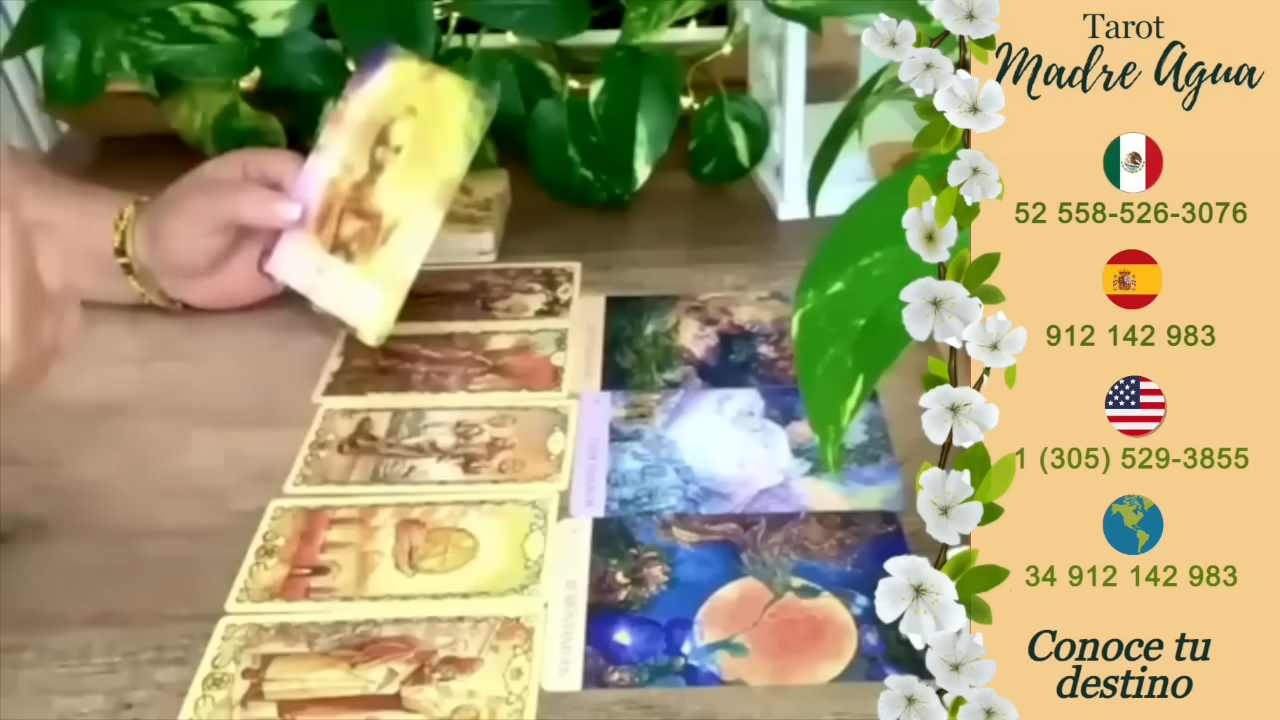 Tarot
Madre Agua
52 558-526-3076
912 142 983
1 (305) 529-3855
34 912 142 983
Conoce tu
destino